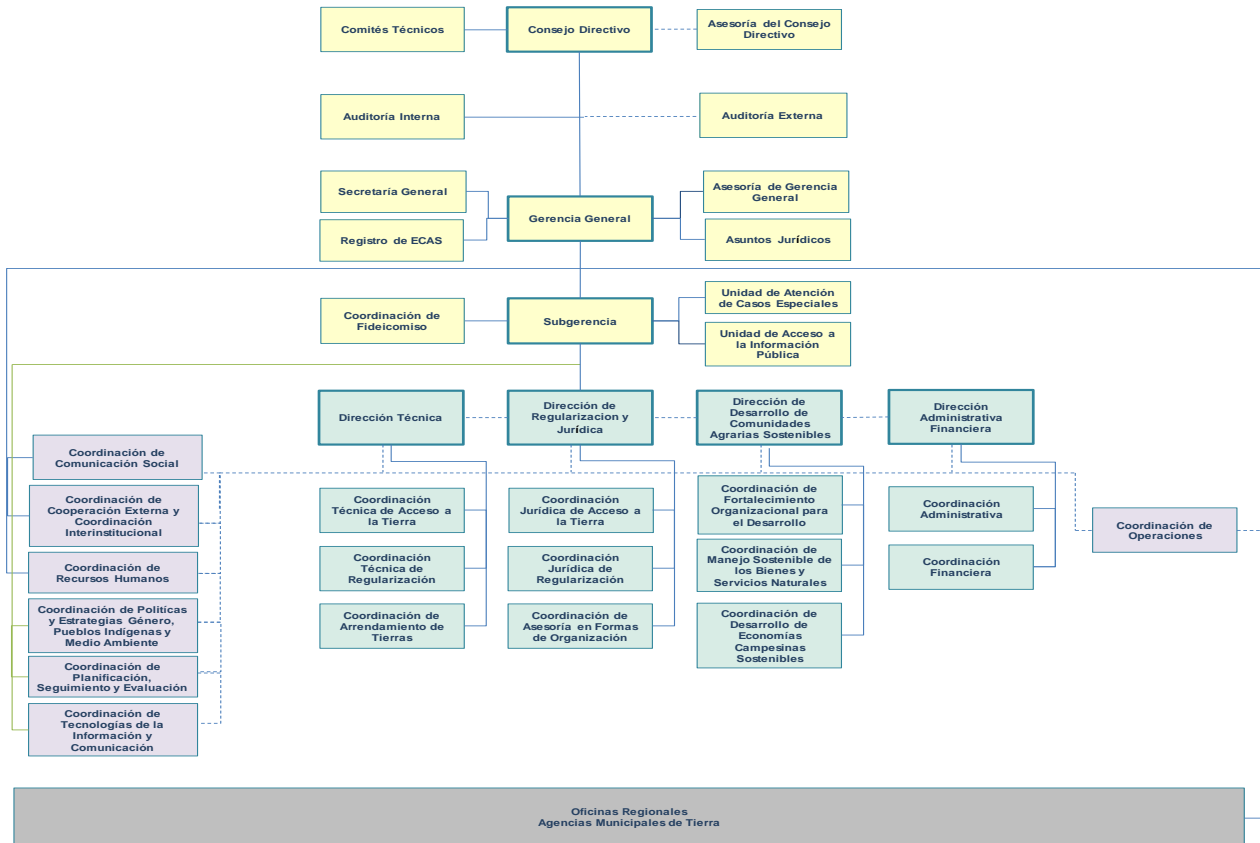 Comités Técnicos
Consejo Directivo
Asesoría del Consejo
Directivo
Auditoría Interna
Auditoría Externa
Secretaría General
Asesoría de Gerencia
General
Gerencia General
Registro de ECAS
Asuntos Jurídicos
Unidad de Atención
de Casos Especiales
Coordinación de
Fideicomiso
Subgerencia
Unidad de Acceso a
la Información
Pública
Dirección Técnica
Dirección de
Regularizacion y
Jurídica
Dirección de
Desarrollo de
Comunidades
Agrarias Sostenibles
Dirección
Administrativa
Financiera
Coordinación de
Comunicación Social
Coordinación de
Cooperación Externa y
Coordinación
Interinstitucional
Coordinación de
Recursos Humanos
Coordinación de Politícas
y Estrategias Género,
Pueblos Indígenas y
Medio Ambiente
Coordinación de
Planificación,
Seguimiento y Evaluación
Coordinación de
Tecnologías de la
Información y
Comunicación
Coordinación
Técnica de Acceso a
la Tierra
Coordinación
Técnica de
Regularización
Coordinación de
Arrendamiento de
Tierras
Coordinación
Jurídica de Acceso a
la Tierra
Coordinación
Jurídica de
Regularización
Coordinación de
Asesoría en Formas
de Organización
Coordinación de
Fortalecimiento
Organizacional para
el Desarrollo
Coordinación de
Manejo Sostenible de
los Bienes y
Servicios Naturales
Coordinación de
Desarrollo de
Economías
Campesinas
Sostenibles
Coordinación
Administrativa
Coordinación
Financiera
Coordinación de
Operaciones
Oficinas Regionales
Agencias Municipales de Tierra